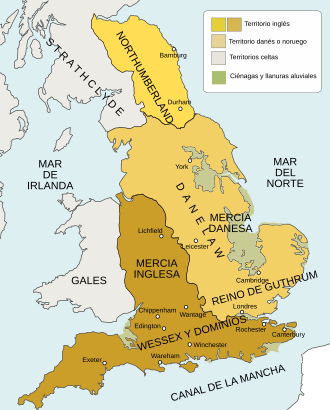 Territorio inglés
Territorio danés o noruego
Territorios celtas
Ciénagas y llanuras aluviales
STRATHCLYDE
NORTHUMBERLAND
Bamburg
Durham
York
MAR
DE
IRLANDA
MAR
DEL
NORTE
DANELAW
MERCIA
DANESA
Lichfield
Leicester
MERCIA
INGLESA
GALES
Cambridge
REINO DE GUTHRUM
Chippenham
Wantage
Londres
Edington
WESSEX Y DOMINIOS
Rochester
Canterbury
Winchester
Wareham
Exeter
CANAL DE LA MANCHA